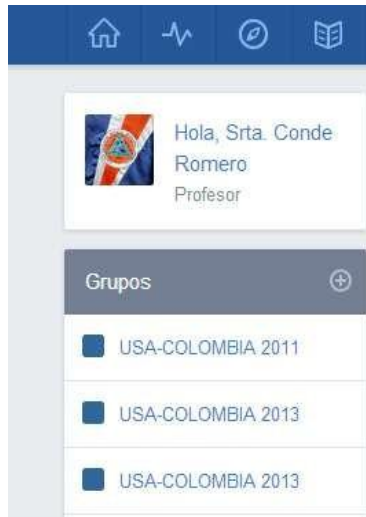 Hola, Srta. Conde
Romero
Profesor
Grupos
USA-COLOMBIA 2011
USA-COLOMBIA 2013
USA-COLOMBIA 2013